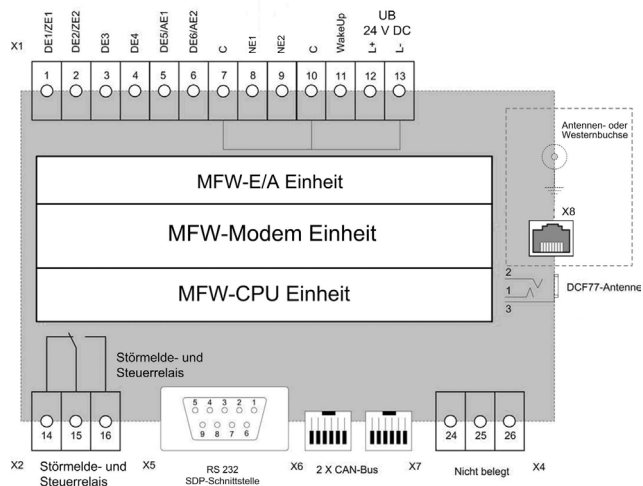 UB
24 V DC
X1
DE1/ZE1
DE2/ZE2
DE3
DE4
DE5/AE1
DE6/AE2
C
NE1
NE2
C
WakeUp
L+
L-
1 2 3 4 5 6 7 8 9 10 11 12 13
Antennen- oder
Westernbuchse
MFW-E/A Einheit
X8
MFW-Modem Einheit
MFW-CPU Einheit
2
1
3
DCF77-Antenne
Störmelde- und
Steuerrelais
14 15 16
5 4 3 2 1
9 8 7 6
24 25 26
X2
Störmelde- und
Steuerrelais
X5
RS 232
SDP-Schnittstelle
X6
2 X CAN-Bus
X7
Nicht belegt
X4